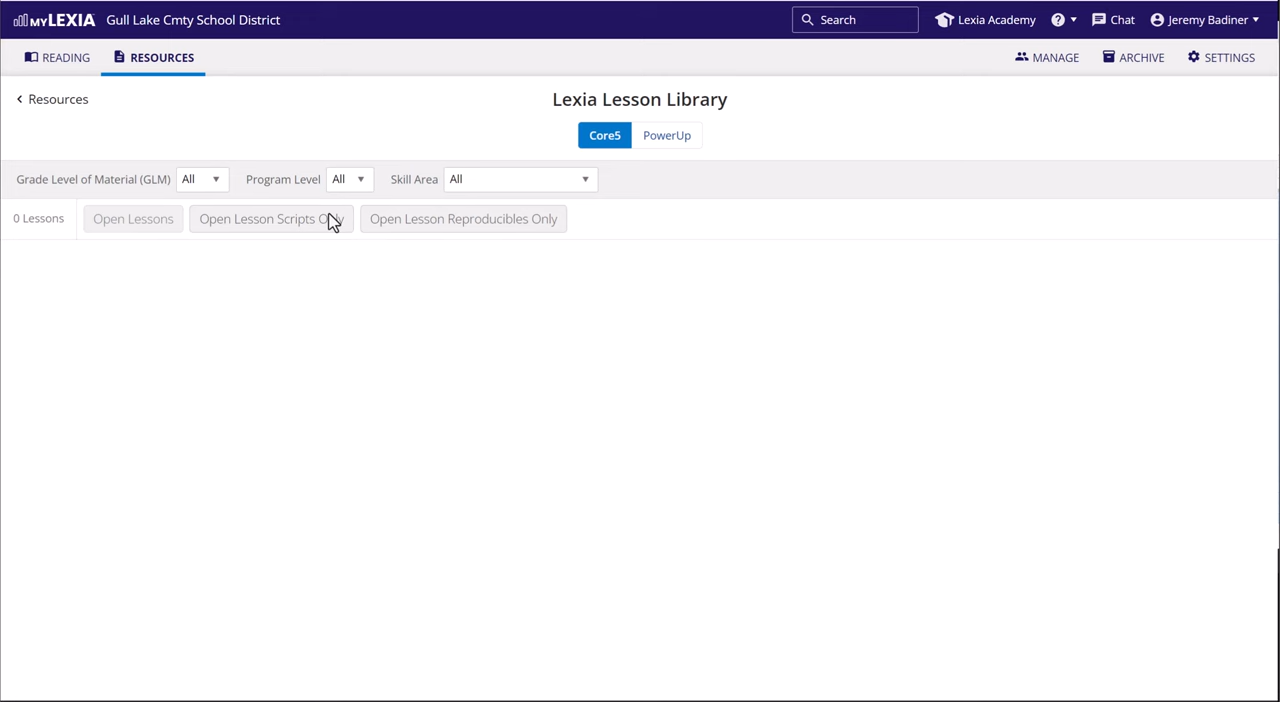 MYLEXIA Gull Lake Cmty School District Search Lexia Academy ? Chat Jeremy Badiner
READING RESOURCES MANAGE ARCHIVE SETTINGS
Resources Lexia Lesson Library
Core5 PowerUp
Grade Level of Material (GLM) All Program Level All Skill Area All
0 Lessons Open Lessons Open Lesson Scripts Only Open Lesson Reproducibles Only